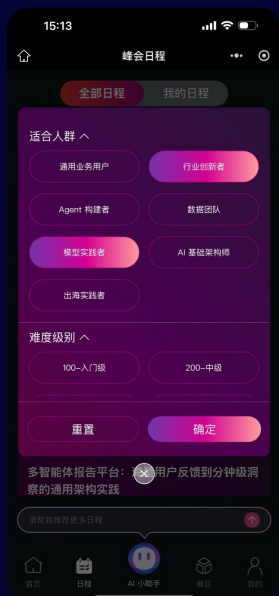 15:13
峰会日程
全部日程
我的日程
适合人群
通用业务用户
行业创新者
Agent 构建者
数据团队
模型实践者
AI 基础架构师
出海实践者
难度级别
100-入门级
200-中级
重置
确定
多智能体报告平台：
用户反馈到分钟级洞
察的通用架构实践
请帮我推荐更多日程
首页
日程
AI 小助手
展区
我的